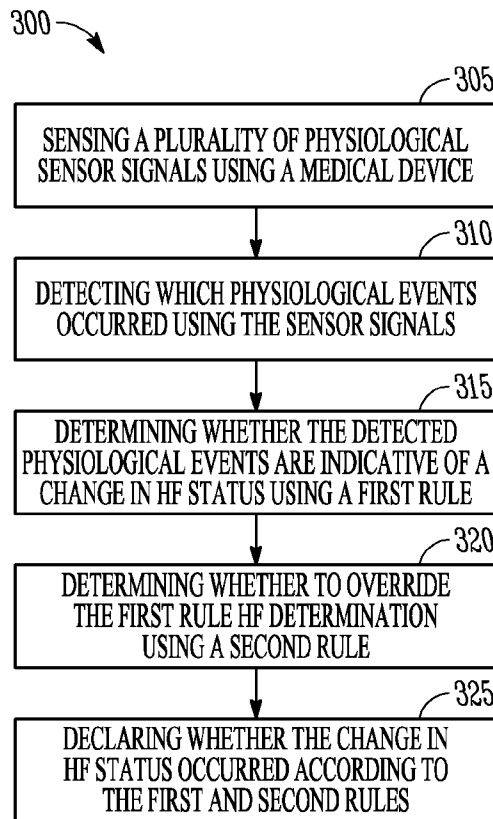 300
305
SENSING A PLURALITY OF PHYSIOLOGICAL
SENSOR SIGNALS USING A MEDICAL DEVICE
310
DETECTING WHICH PHYSIOLOGICAL EVENTS
OCCURRED USING THE SENSOR SIGNALS
315
DETERMINING WHETHER THE DETECTED
PHYSIOLOGICAL EVENTS ARE INDICATIVE OF A
CHANGE IN HF STATUS USING A FIRST RULE
320
DETERMINING WHETHER TO OVERRIDE
THE FIRST RULE HF DETERMINATION
USING A SECOND RULE
325
DECLARING WHETHER THE CHANGE IN
HF STATUS OCCURRED ACCORDING TO
THE FIRST AND SECOND RULES